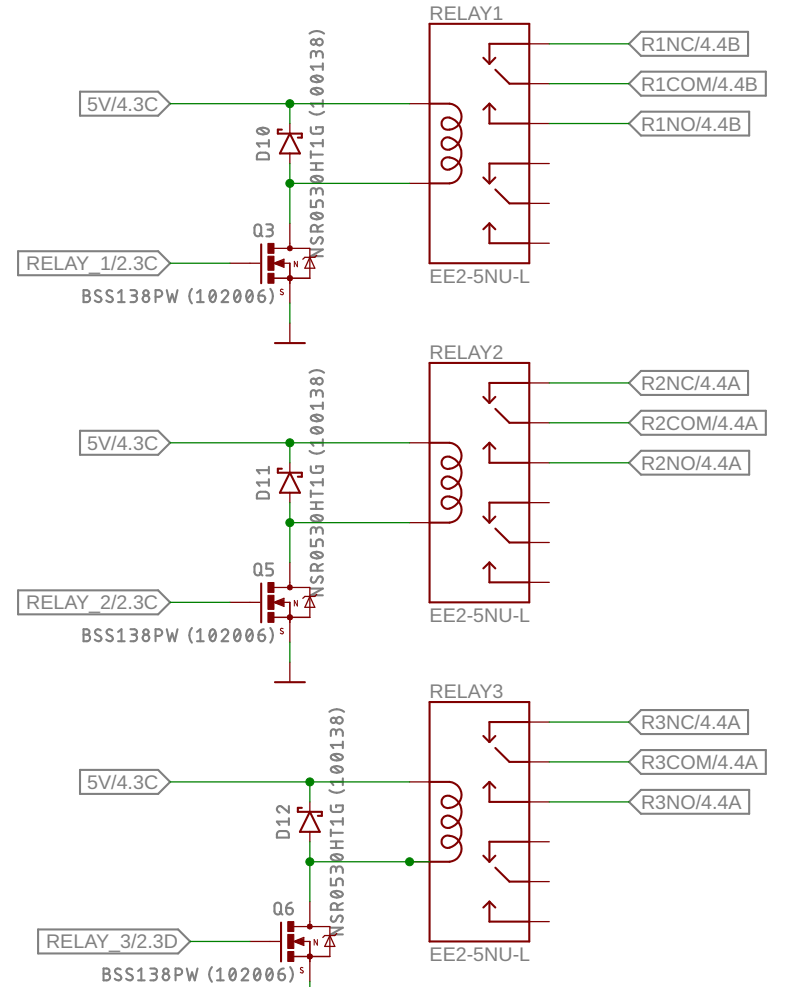 RELAY1
R1NC/4.4B
R1COM/4.4B
R1NO/4.4B
5V/4.3C
D10
NSR0530HT1G (100138)
Q3
RELAY_1/2.3C
N
S
BSS138PW (102006)
EE2-5NU-L
RELAY2
R2NC/4.4A
R2COM/4.4A
R2NO/4.4A
5V/4.3C
D11
NSR0530HT1G (100138)
Q5
RELAY_2/2.3C
N
S
BSS138PW (102006)
EE2-5NU-L
RELAY3
R3NC/4.4A
R3COM/4.4A
R3NO/4.4A
5V/4.3C
D12
NSR0530HT1G (100138)
Q6
RELAY_3/2.3D
N
S
BSS138PW (102006)
EE2-5NU-L